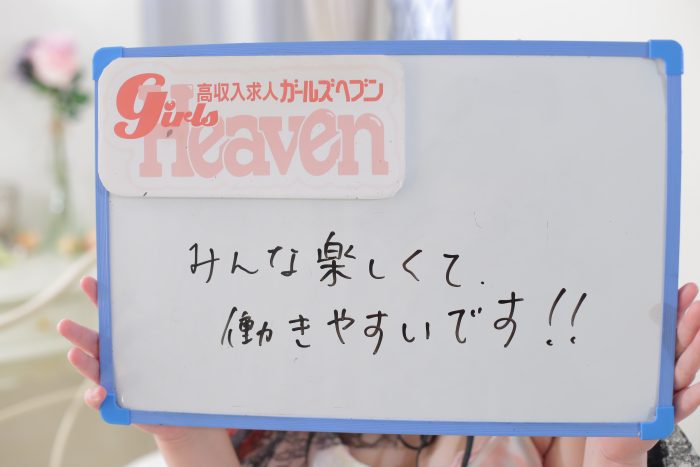 高収入求人ガールズヘブン
Girls
Heaven
みんな楽しくて、
働きやすいです!!